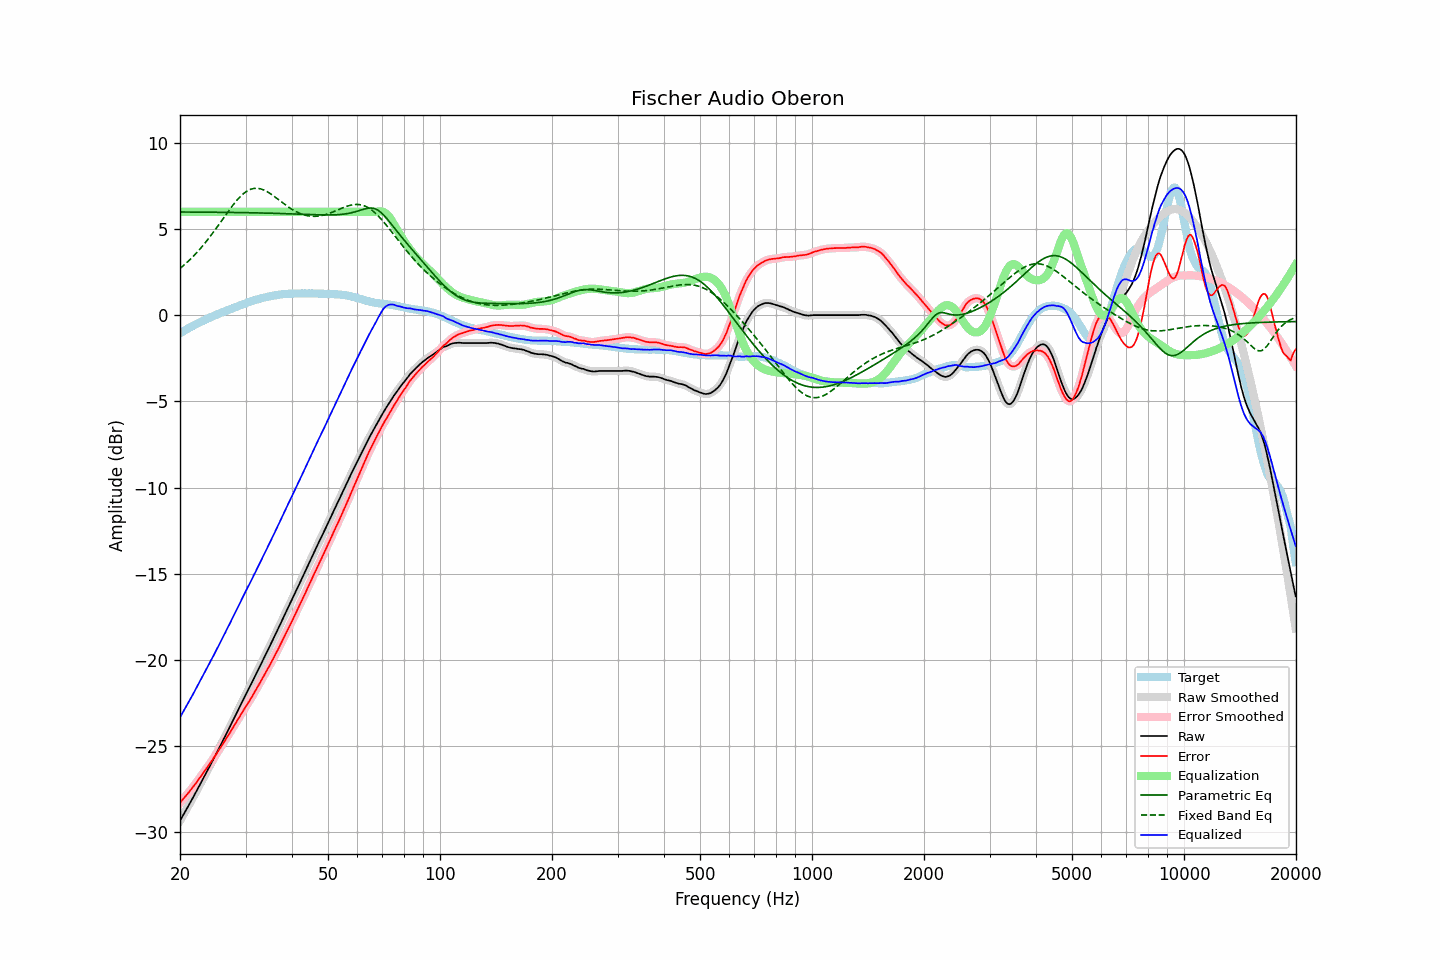 Fischer Audio Oberon
Amplitude (dBr)
10
5
0
−5
−10
−15
−20
−25
−30
20
50
100
200
500
1000
2000
5000
10000
20000
Frequency (Hz)
Target
Raw Smoothed
Error Smoothed
Raw
Error
Equalization
Parametric Eq
Fixed Band Eq
Equalized